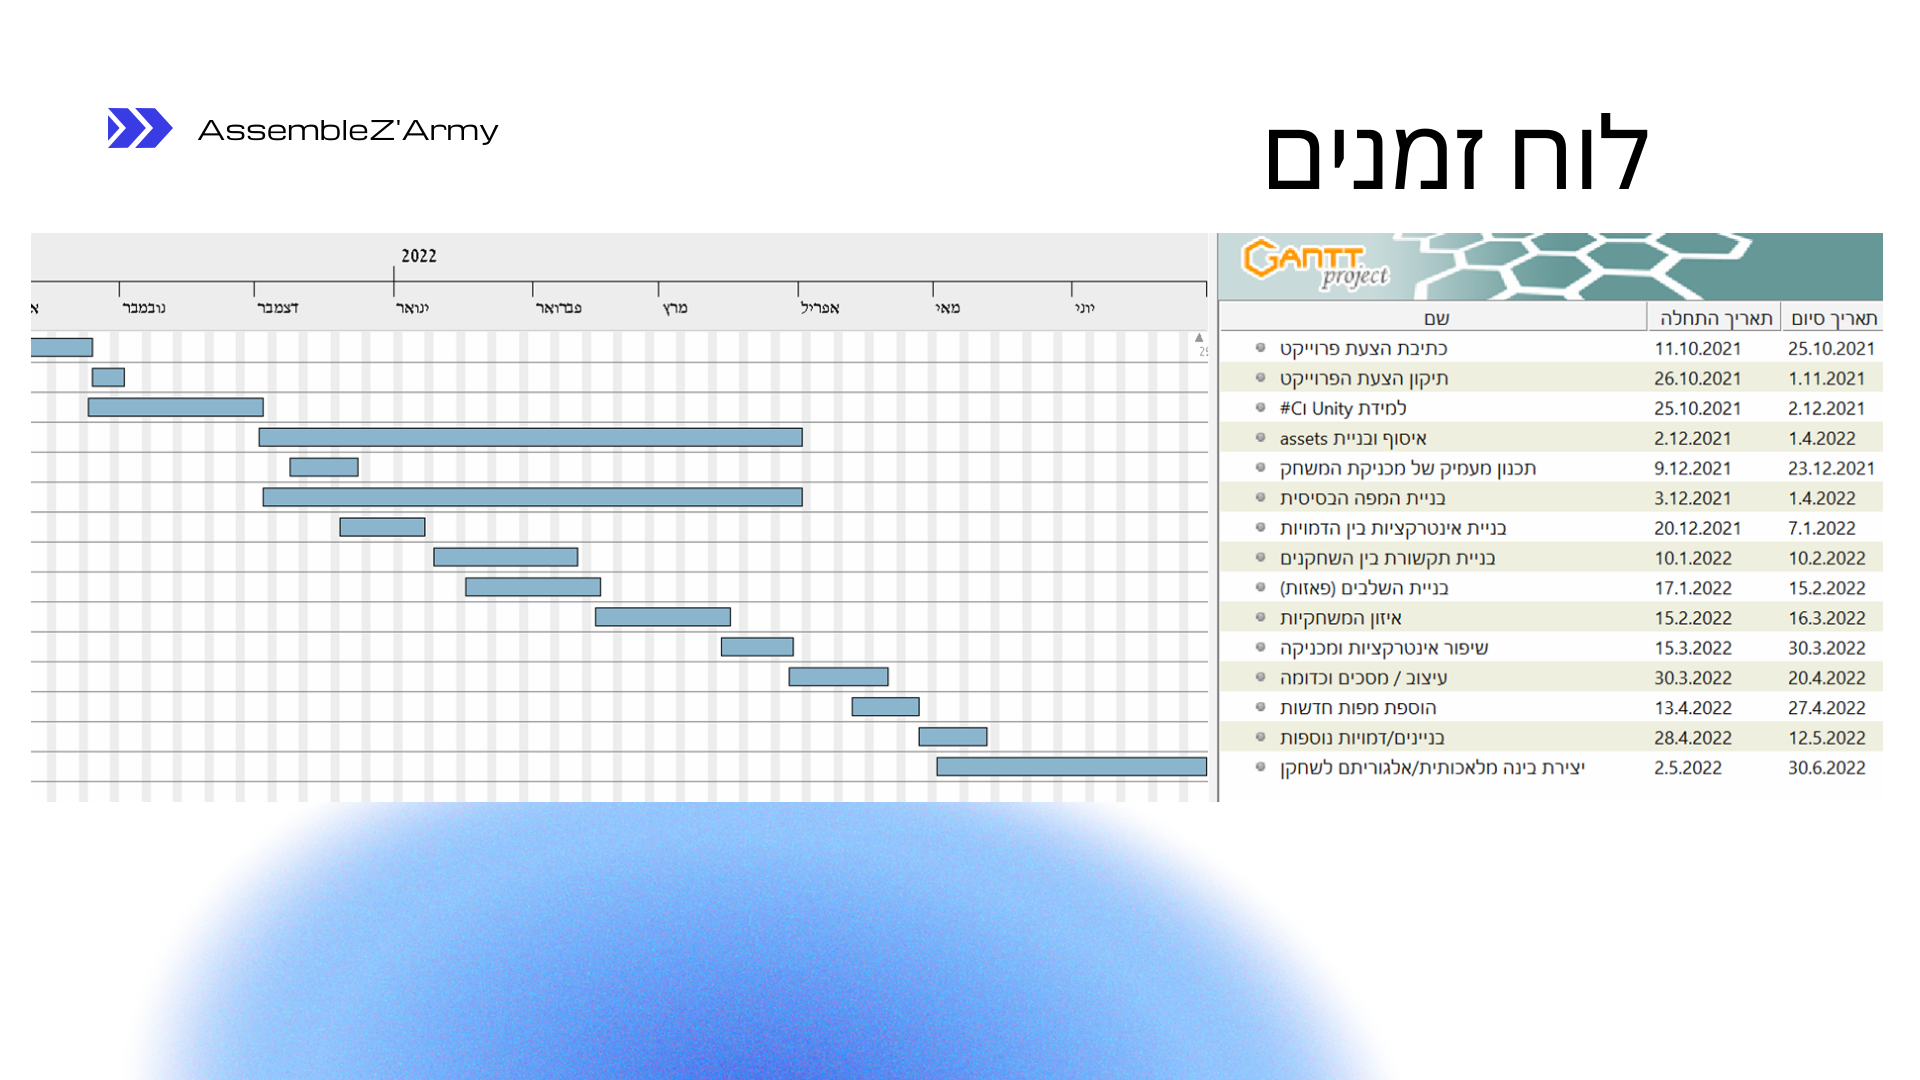 AssembleZ'Army
לוח זמנים
2022
א
נובמבר
דצמבר
ינואר
פברואר
מרץ
אפריל
מאי
יוני
GANTT
project
שם תאריך התחלה תאריך סיום
כתיבת הצעת פרוייקט 11.10.2021 25.10.2021
תיקון הצעת הפרוייקט 26.10.2021 1.11.2021
למידת Unity וC# 25.10.2021 2.12.2021
איסוף ובניית assets 2.12.2021 1.4.2022
תכנון מעמיק של מכניקת המשחק 9.12.2021 23.12.2021
בניית המפה הבסיסית 3.12.2021 1.4.2022
בניית אינטרקציות בין הדמויות 20.12.2021 7.1.2022
בניית תקשורת בין השחקנים 10.1.2022 10.2.2022
בניית השלבים (פאזות) 17.1.2022 15.2.2022
איזון המשחקיות 15.2.2022 16.3.2022
שיפור אינטרקציות ומכניקה 15.3.2022 30.3.2022
עיצוב / מסכים וכדומה 30.3.2022 20.4.2022
הוספת מפות חדשות 13.4.2022 27.4.2022
בניינים/דמויות נוספות 28.4.2022 12.5.2022
יצירת בינה מלאכותית/אלגוריתם לשחקן 2.5.2022 30.6.2022